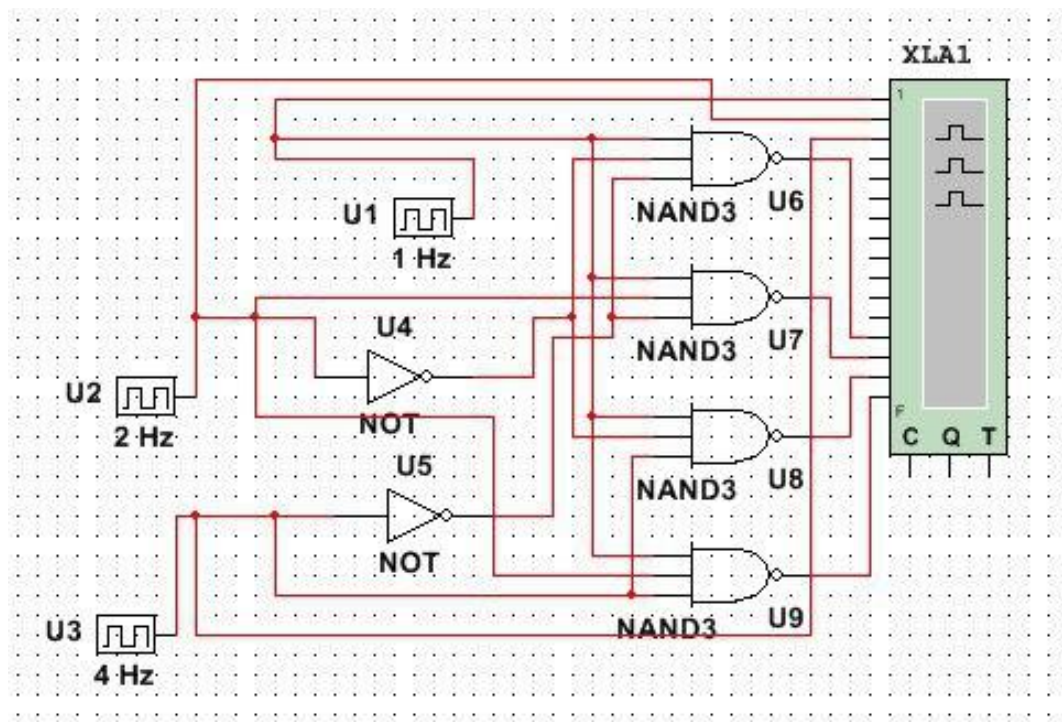 XLA1
1
U6
NAND3
U1
1 Hz
U4
U7
NAND3
U2
NOT
2 Hz
F
C Q T
U5
U8
NAND3
NOT
U9
U3
NAND3
4 Hz